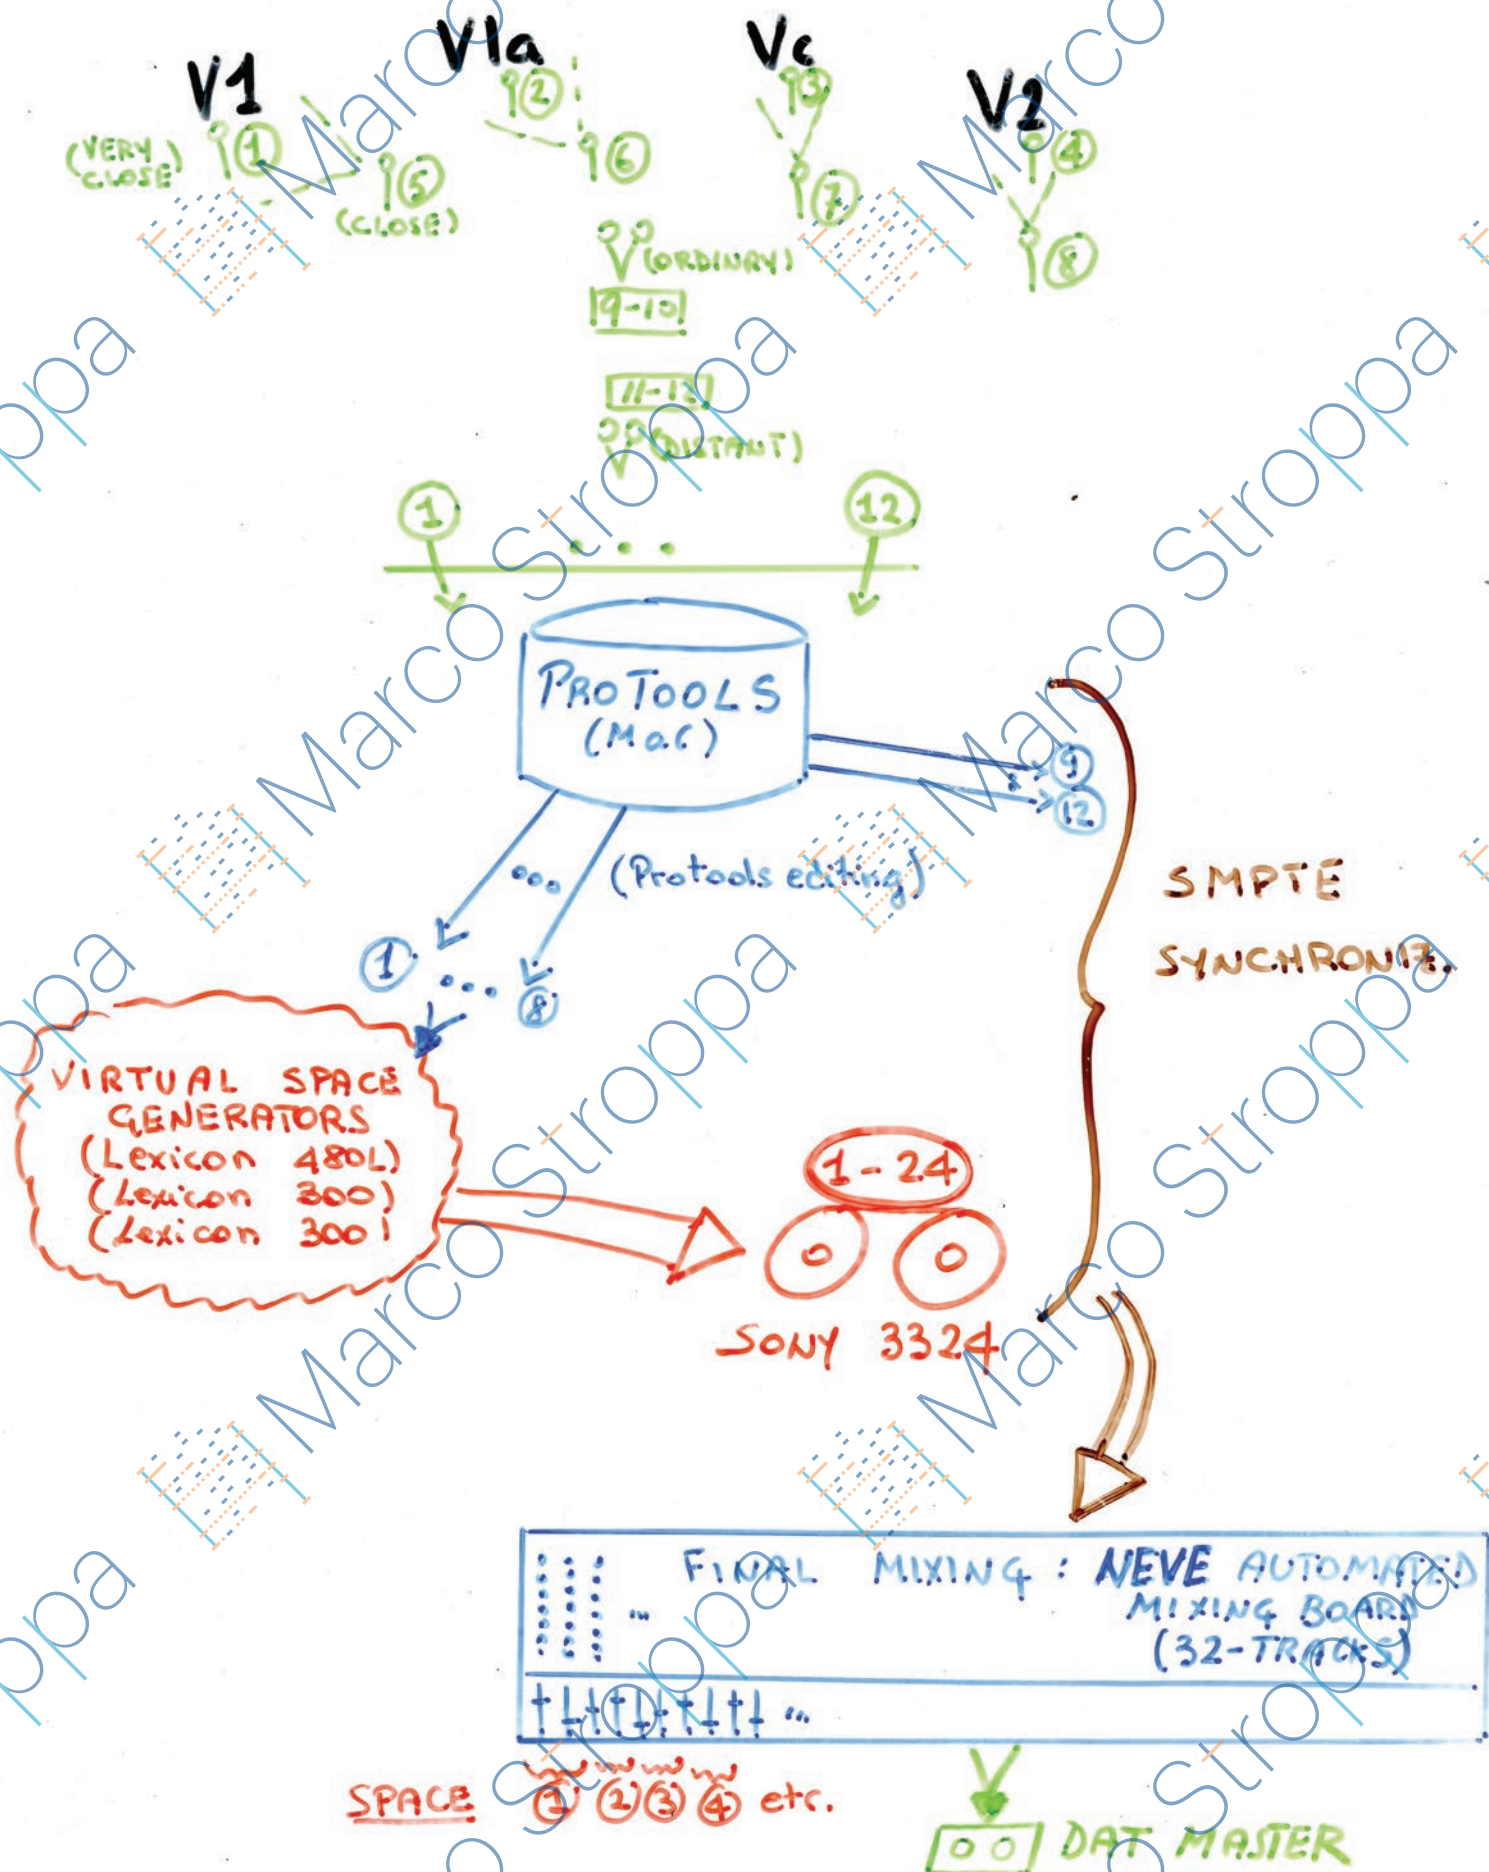 V1
Vla
Vc
V2
(VERY CLOSE)
1
2
3
4
5
(CLOSE)
6
7
8
(ORDINARY)
9-10
11-12
(DISTANT)
1
...
12
PROTOOLS
(Mac)
9
12
(Protools editing)
1
...
8
SMPTE
SYNCHRONIZ.
VIRTUAL SPACE
GENERATORS
(Lexicon 480L)
(Lexicon 300)
(Lexicon 300)
1-24
SONY 3324
FINAL MIXING: NEVE AUTOMATED
MIXING BOARD
(32-TRACKS)
SPACE 1 2 3 4 etc.
DAT MASTER
Marco Stroppa